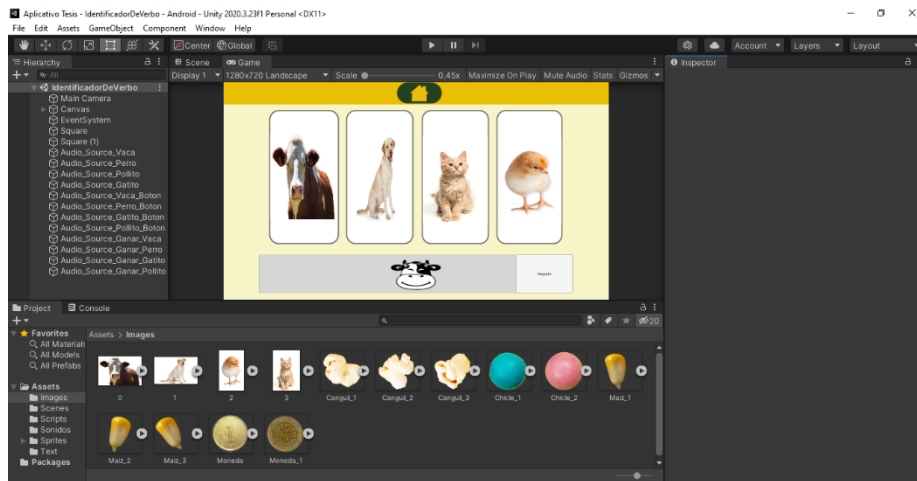 Aplicativo Tesis - IdentificadorDeVerbo - Android - Unity 2020.3.23f1 Personal <DX11>
File Edit Assets GameObject Component Window Help
Center Global Account Layers Layout
Hierarchy Scene Game Inspector
All Display 1 1280x720 Landscape Scale 0.45x Maximize On Play Mute Audio Stats Gizmos
IdentificadorDeVerbo
Main Camera
Canvas
EventSystem
Square
Square (1)
Audio_Source_Vaca
Audio_Source_Perro
Audio_Source_Pollito
Audio_Source_Gatito
Audio_Source_Vaca_Boton
Audio_Source_Perro_Boton
Audio_Source_Gatito_Boton
Audio_Source_Pollito_Boton
Audio_Source_Ganar_Vaca
Audio_Source_Ganar_Perro
Audio_Source_Ganar_Gatito
Audio_Source_Ganar_Pollito
Project Console
20
Favorites Assets > Images
All Materials
All Models
All Prefabs
Assets
Images
Scenes
Scripts
Sonidos
Sprites
Text
Packages
0 1 2 3 Canguil_1 Canguil_2 Canguil_3 Chicle_1 Chicle_2 Maiz_1
Maiz_2 Maiz_3 Moneda Moneda_1